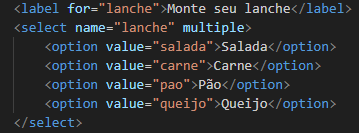 <label for="lanche">Monte seu lanche</label>
<select name="lanche" multiple>
    <option value="salada">Salada</option>
    <option value="carne">Carne</option>
    <option value="pao">Pão</option>
    <option value="queijo">Queijo</option>
</select>